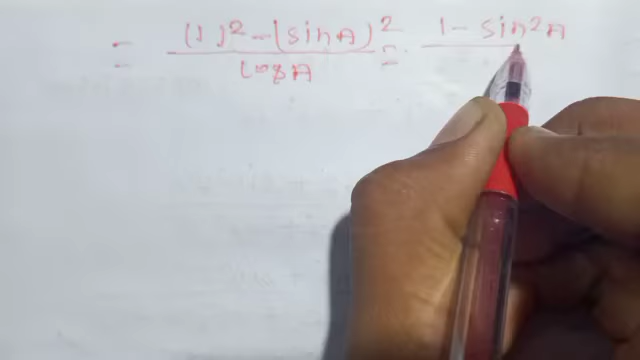 = (1)² - (sinA)² / cosA = 1 - sin²A